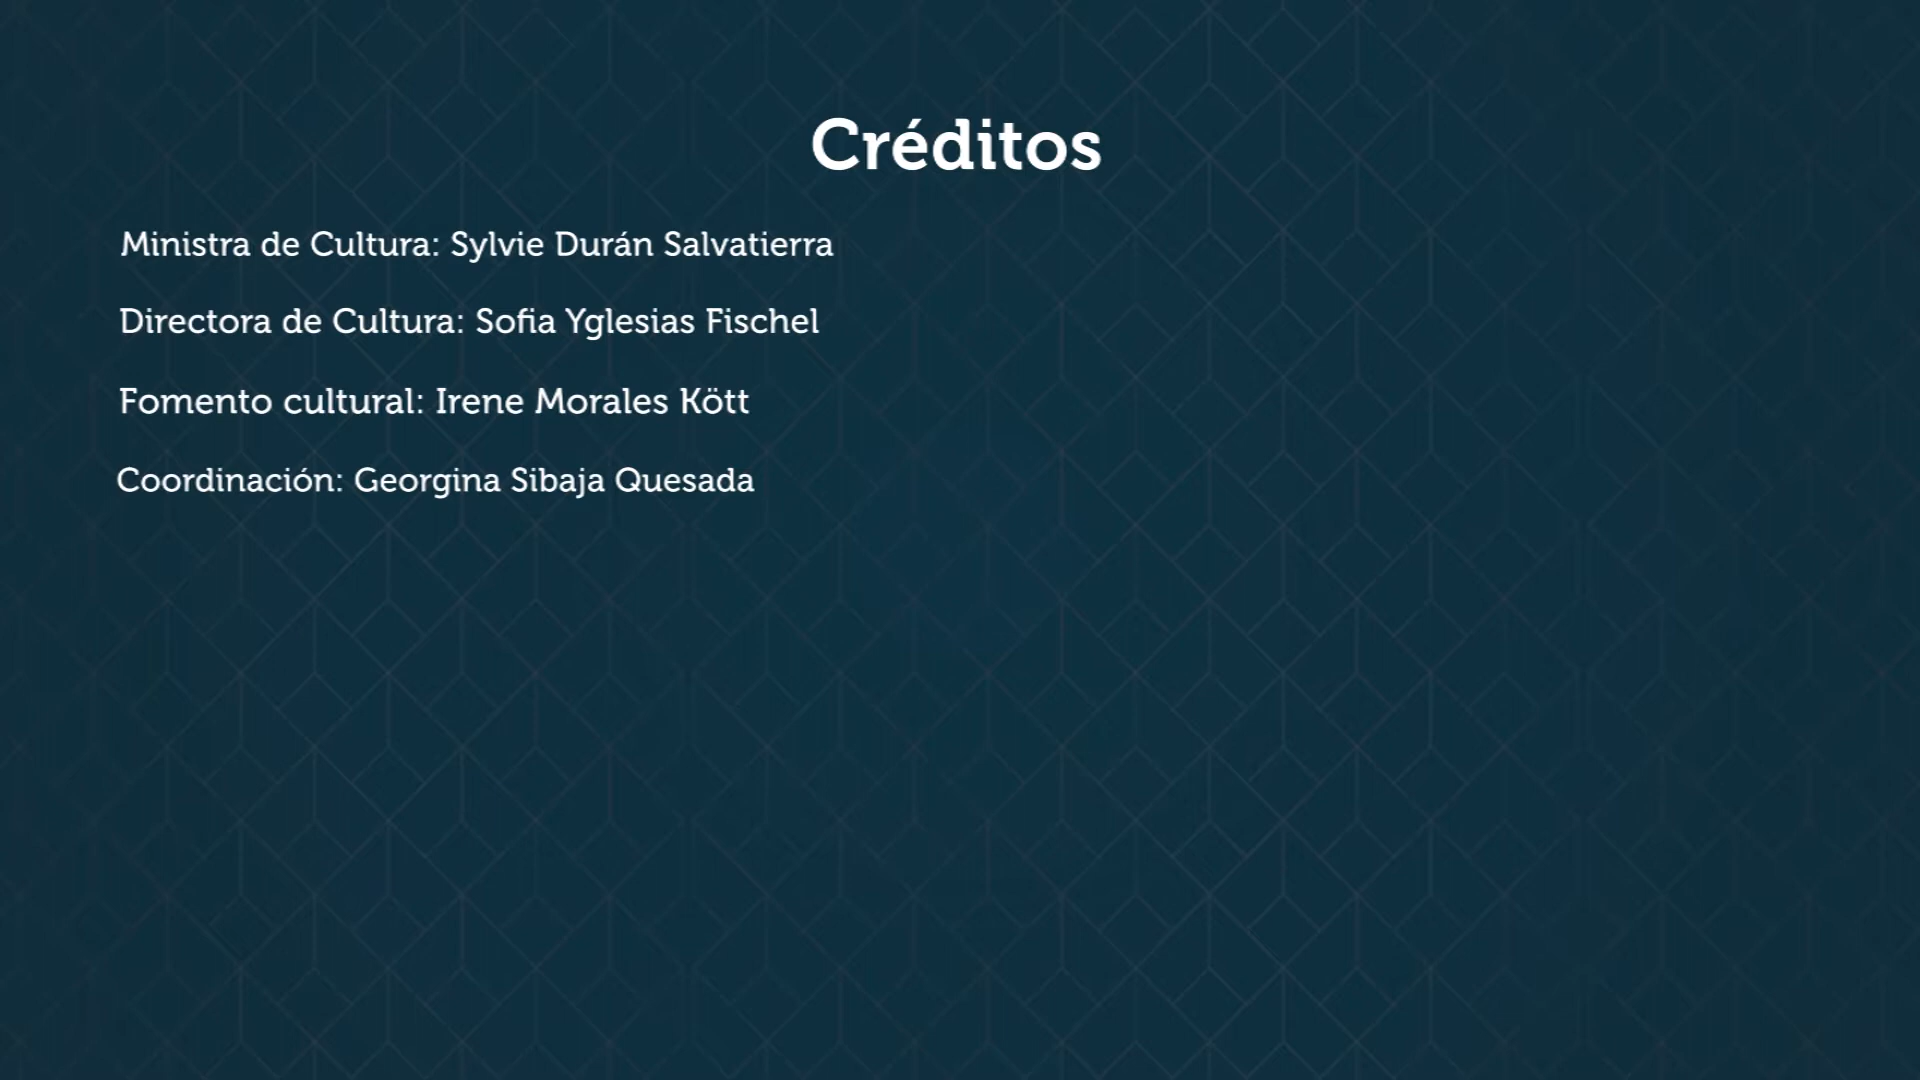 Créditos
Ministra de Cultura: Sylvie Durán Salvatierra
Directora de Cultura: Sofia Yglesias Fischel
Fomento cultural: Irene Morales Kött
Coordinación: Georgina Sibaja Quesada